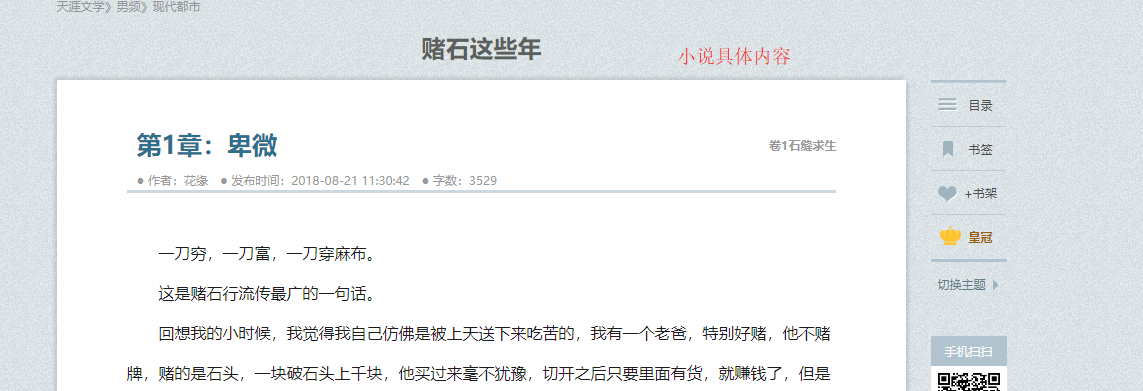 天涯文学》男频》现代都市
赌石这些年
小说具体内容
第1章：卑微
卷1石缝求生
● 作者：花缘 ● 发布时间：2018-08-21 11:30:42 ● 字数：3529
一刀穷，一刀富，一刀穿麻布。
这是赌石行流传最广的一句话。
回想我的小时候，我觉得我自己仿佛是被上天送下来吃苦的，我有一个老爸，特别好赌，他不赌
牌，赌的是石头，一块破石头上千块，他买过来毫不犹豫，切开之后只要里面有货，就赚钱了，但是
目录
书签
+书架
皇冠
切换主题
手机扫扫